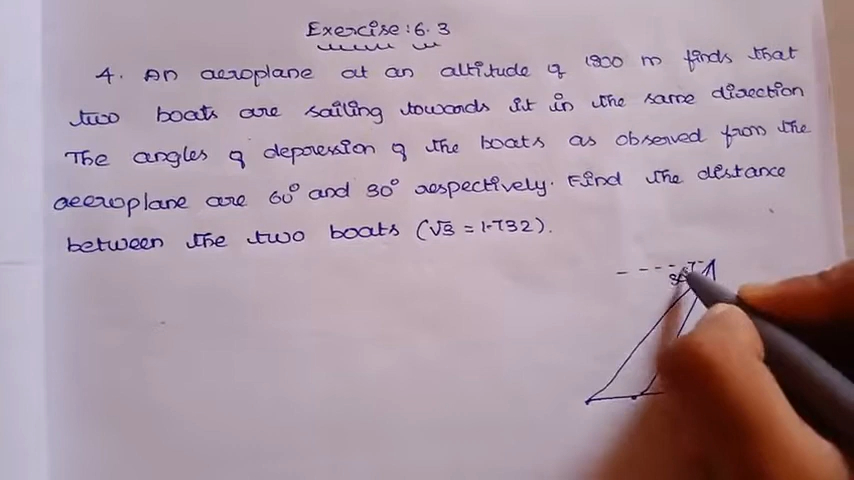 Exercise: 6.3
4. An aeroplane at an altitude of 1800 m finds that
two boats are sailing towards it in the same direction
The angles of depression of the boats as observed from the
aeeroplane are 60° and 30° respectively. Find the distance
between the two boats (√3 = 1.732).